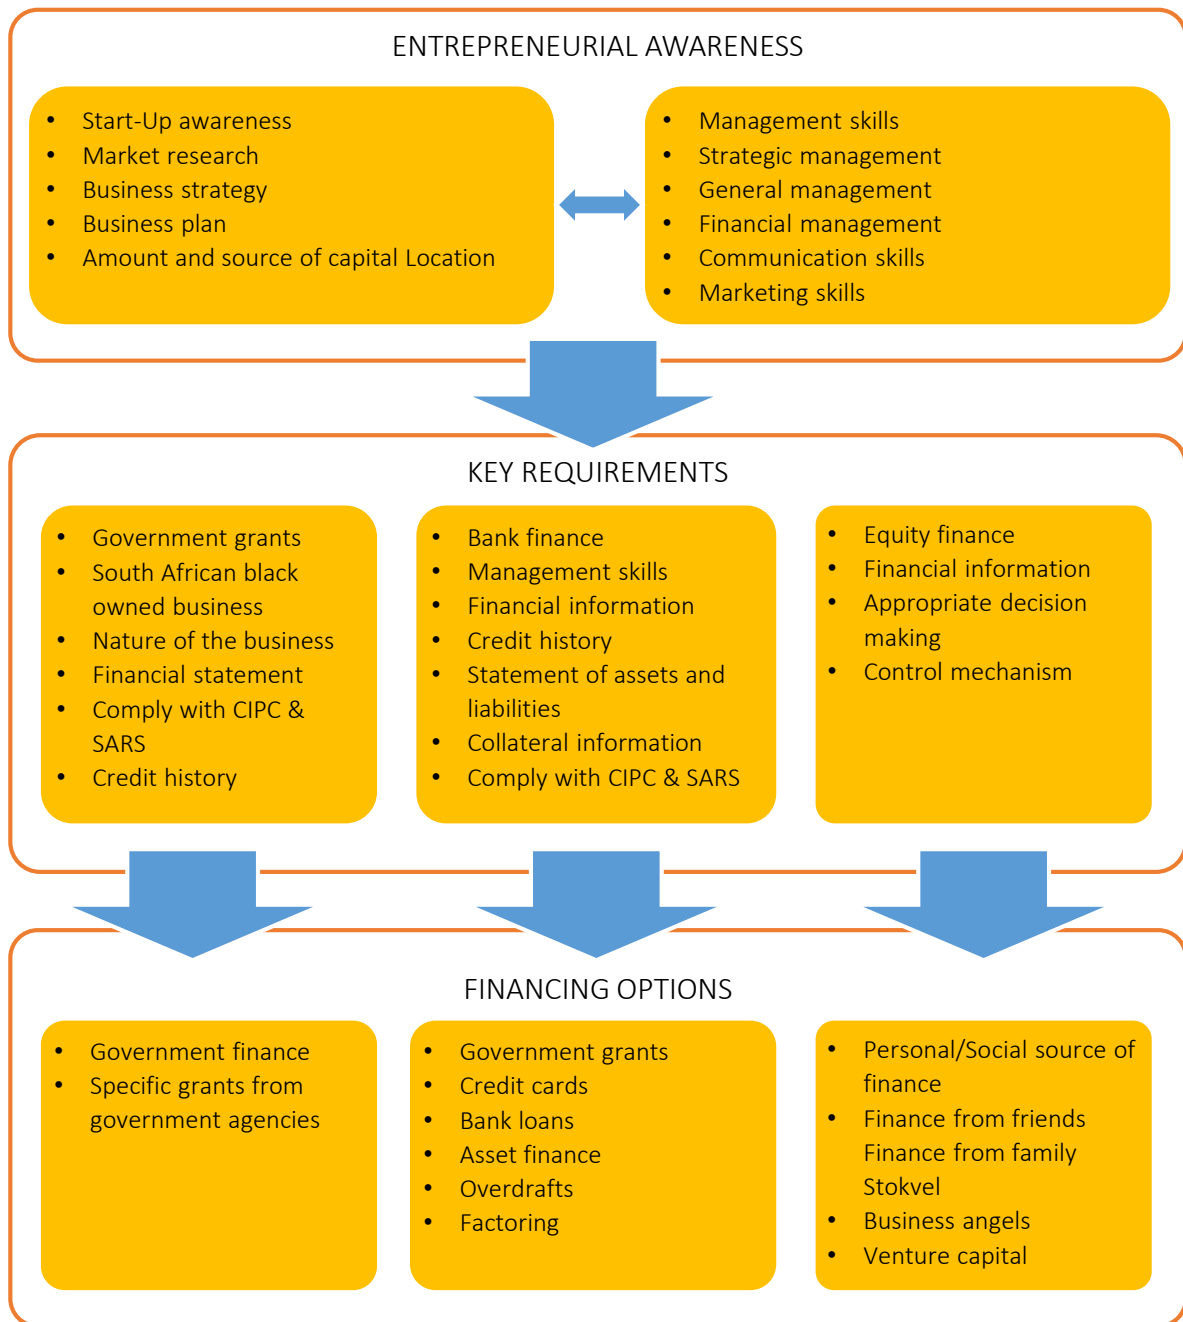 ENTREPRENEURIAL AWARENESS
• Start-Up awareness
• Market research
• Business strategy
• Business plan
• Amount and source of capital Location
• Management skills
• Strategic management
• General management
• Financial management
• Communication skills
• Marketing skills
KEY REQUIREMENTS
• Government grants
• South African black
owned business
• Nature of the business
• Financial statement
• Comply with CIPC &
SARS
• Credit history
• Bank finance
• Management skills
• Financial information
• Credit history
• Statement of assets and
liabilities
• Collateral information
• Comply with CIPC & SARS
• Equity finance
• Financial information
• Appropriate decision
making
• Control mechanism
FINANCING OPTIONS
• Government finance
• Specific grants from
government agencies
• Government grants
• Credit cards
• Bank loans
• Asset finance
• Overdrafts
• Factoring
• Personal/Social source of
finance
• Finance from friends
Finance from family
Stokvel
• Business angels
• Venture capital